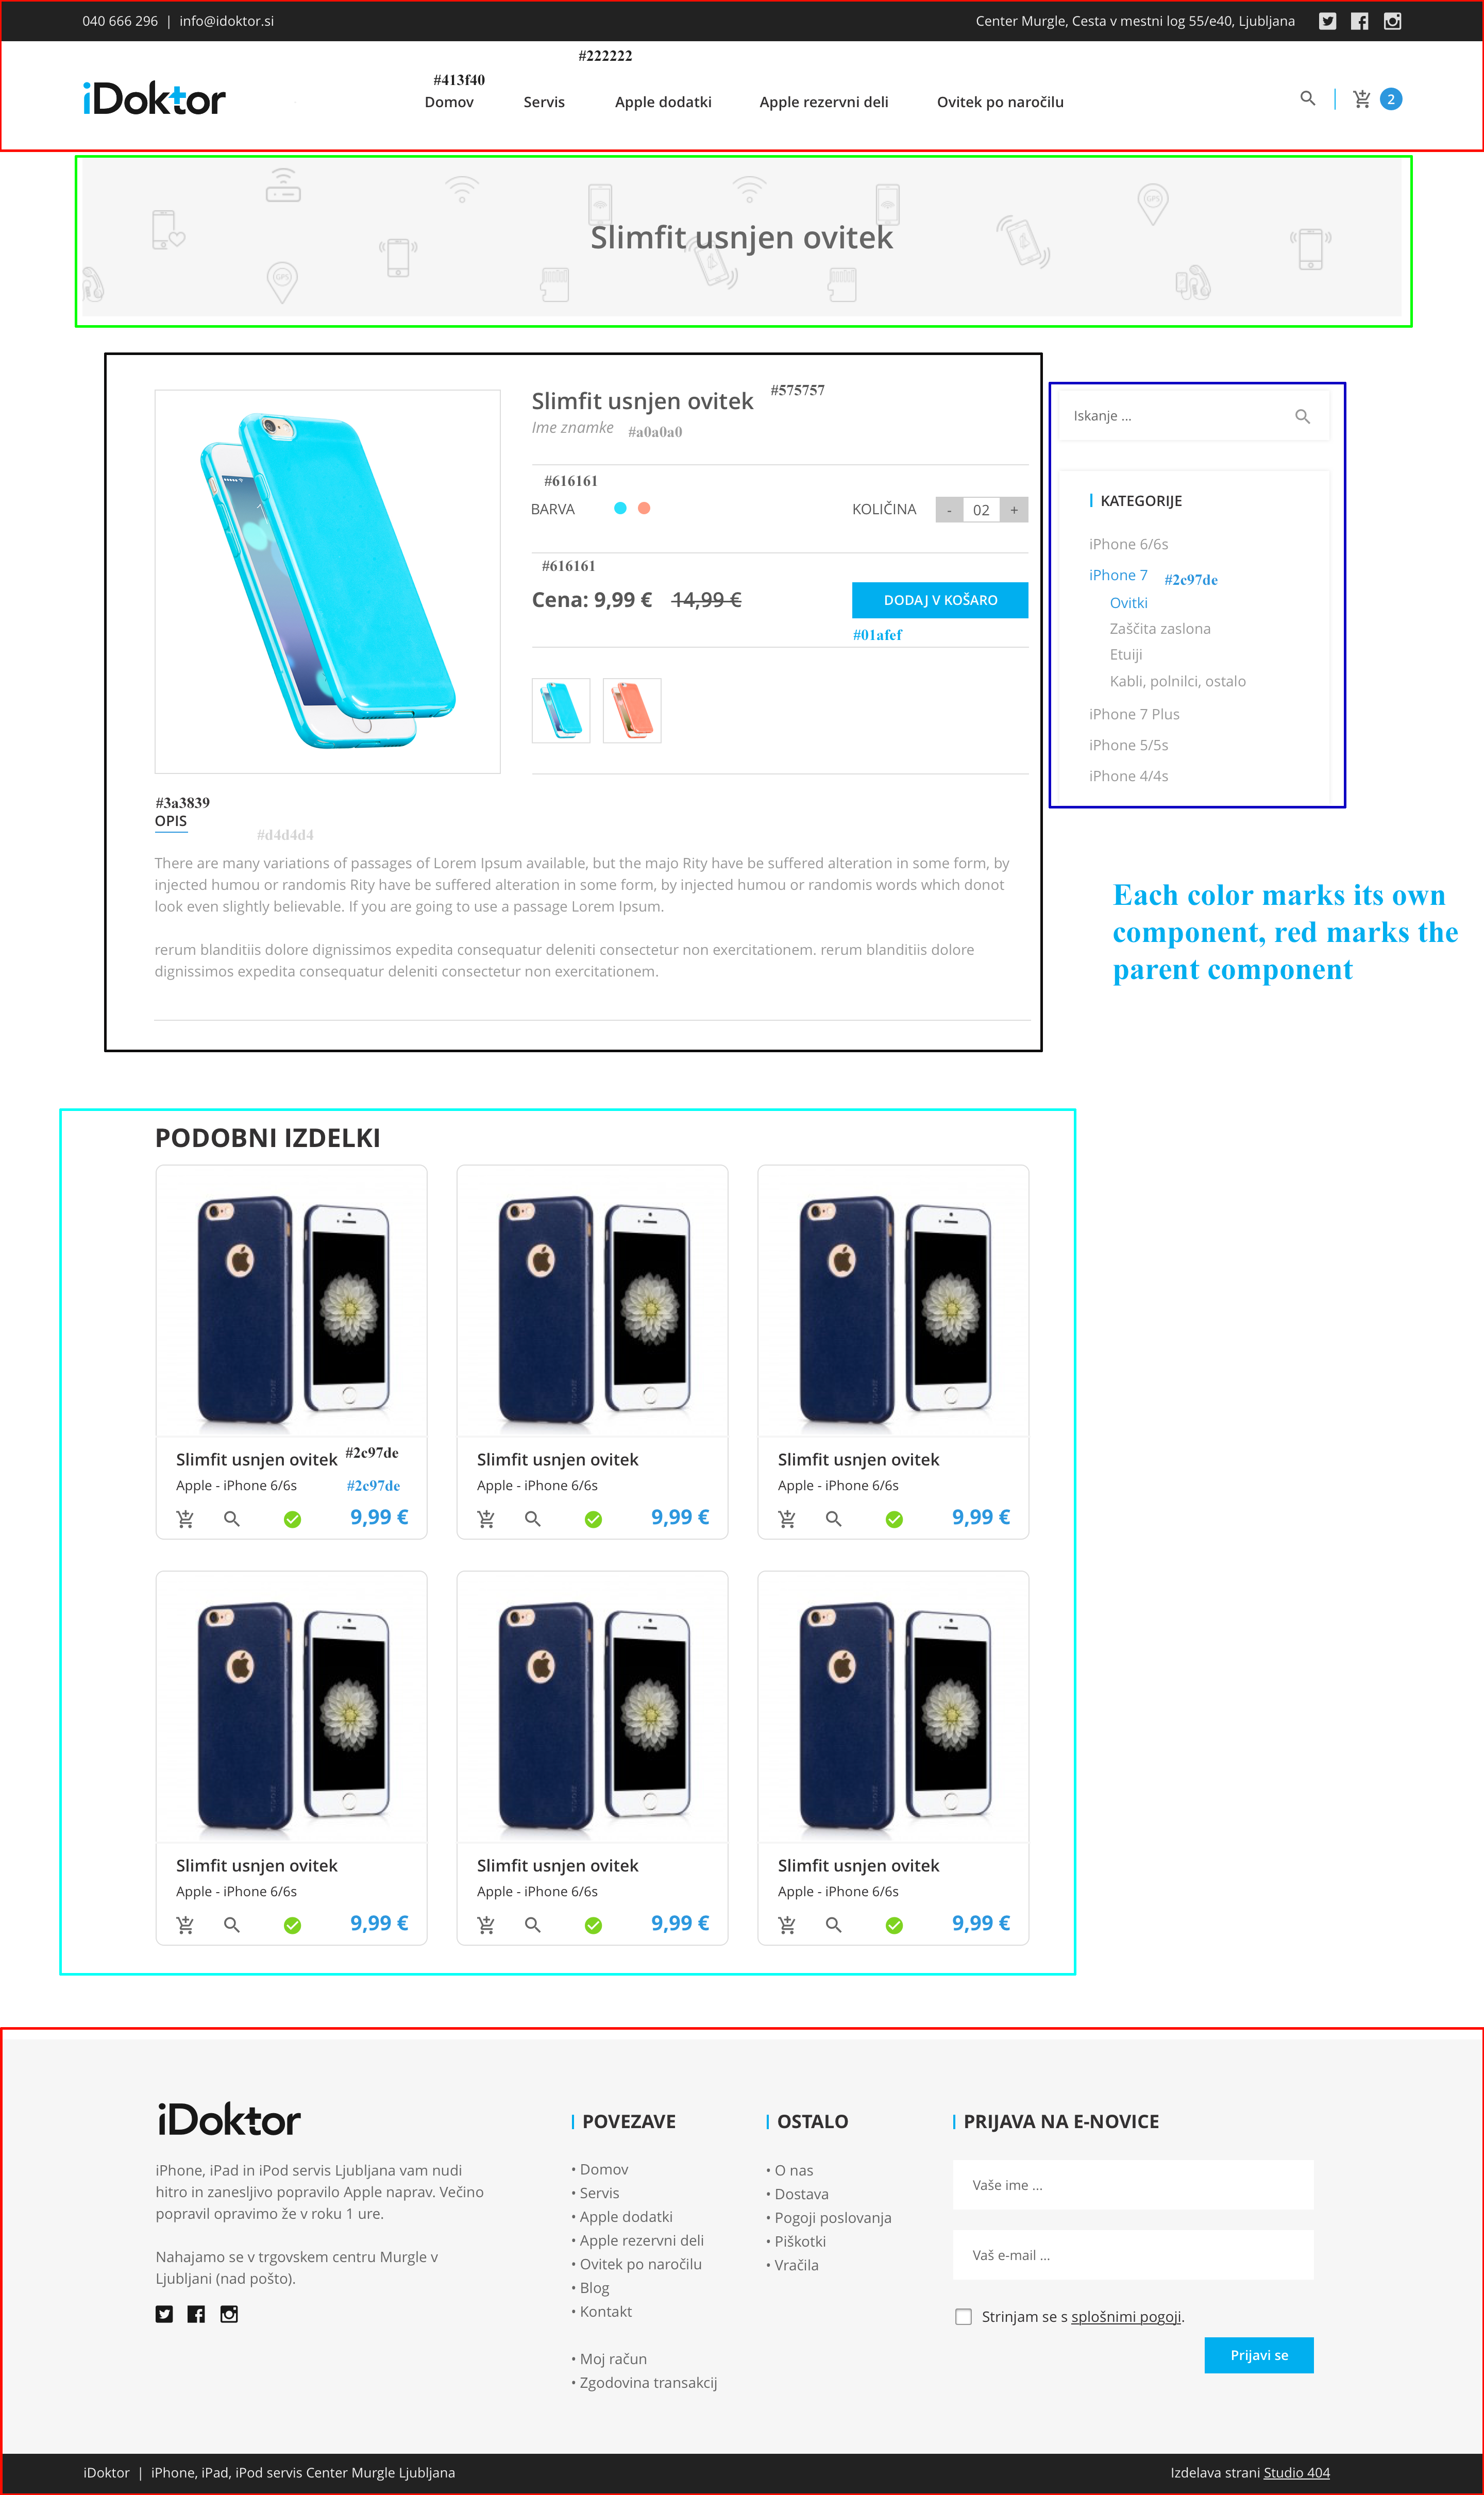 040 666 296 | info@idoktor.si
Center Murgle, Cesta v mestni log 55/e40, Ljubljana
#222222
#413f40
iDoktor
Domov
Servis
Apple dodatki
Apple rezervni deli
Ovitek po naročilu
2
Slimfit usnjen ovitek
Slimfit usnjen ovitek
#575757
Ime znamke
#a0a0a0
#616161
BARVA
KOLIČINA
- 02 +
#616161
Cena: 9,99 € 14,99 €
DODAJ V KOŠARO
#01afef
Iskanje ...
KATEGORIJE
iPhone 6/6s
iPhone 7
#2c97de
Ovitki
Zaščita zaslona
Etuiji
Kabli, polnilci, ostalo
iPhone 7 Plus
iPhone 5/5s
iPhone 4/4s
#3a3839
OPIS
#d4d4d4
There are many variations of passages of Lorem Ipsum available, but the majo Rity have be suffered alteration in some form, by
injected humou or randomis Rity have be suffered alteration in some form, by injected humou or randomis words which donot
look even slightly believable. If you are going to use a passage Lorem Ipsum.
rerum blanditiis dolore dignissimos expedita consequatur deleniti consectetur non exercitationem. rerum blanditiis dolore
dignissimos expedita consequatur deleniti consectetur non exercitationem.
Each color marks its own
component, red marks the
parent component
PODOBNI IZDELKI
Slimfit usnjen ovitek
#2c97de
Apple - iPhone 6/6s
#2c97de
9,99 €
Slimfit usnjen ovitek
Apple - iPhone 6/6s
9,99 €
Slimfit usnjen ovitek
Apple - iPhone 6/6s
9,99 €
Slimfit usnjen ovitek
Apple - iPhone 6/6s
9,99 €
Slimfit usnjen ovitek
Apple - iPhone 6/6s
9,99 €
Slimfit usnjen ovitek
Apple - iPhone 6/6s
9,99 €
iDoktor
iPhone, iPad in iPod servis Ljubljana vam nudi
hitro in zanesljivo popravilo Apple naprav. Večino
popravil opravimo že v roku 1 ure.
Nahajamo se v trgovskem centru Murgle v
Ljubljani (nad pošto).
POVEZAVE
• Domov
• Servis
• Apple dodatki
• Apple rezervni deli
• Ovitek po naročilu
• Blog
• Kontakt
• Moj račun
• Zgodovina transakcij
OSTALO
• O nas
• Dostava
• Pogoji poslovanja
• Piškotki
• Vračila
PRIJAVA NA E-NOVICE
Vaše ime ...
Vaš e-mail ...
Strinjam se s splošnimi pogoji.
Prijavi se
iDoktor | iPhone, iPad, iPod servis Center Murgle Ljubljana
Izdelava strani Studio 404